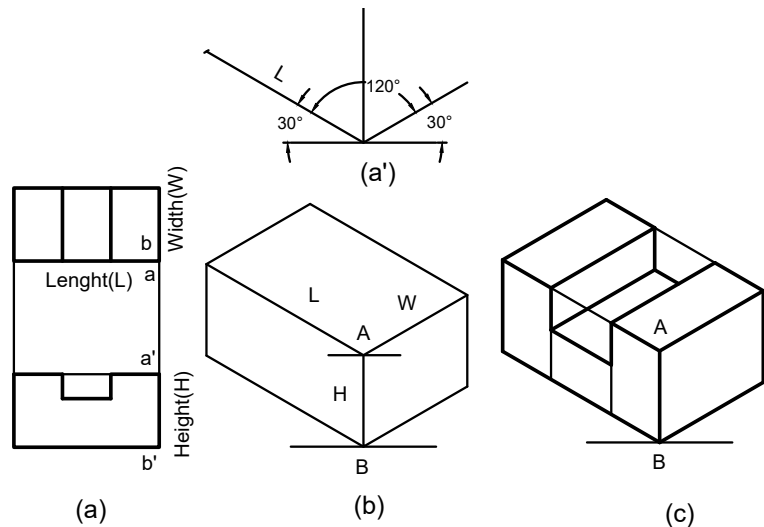 L
120°
30°
30°
(a')
b
Width(W)
Lenght(L)
a
a'
Height(H)
b'
(a)
L
W
A
H
B
(b)
A
B
(c)